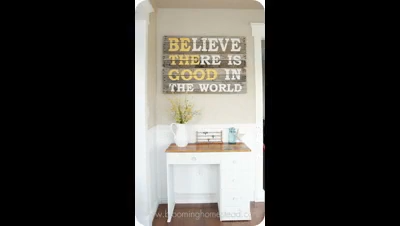 BELIEVE
THERE IS
GOOD IN
THE WORLD
www.bloominghomestead.com